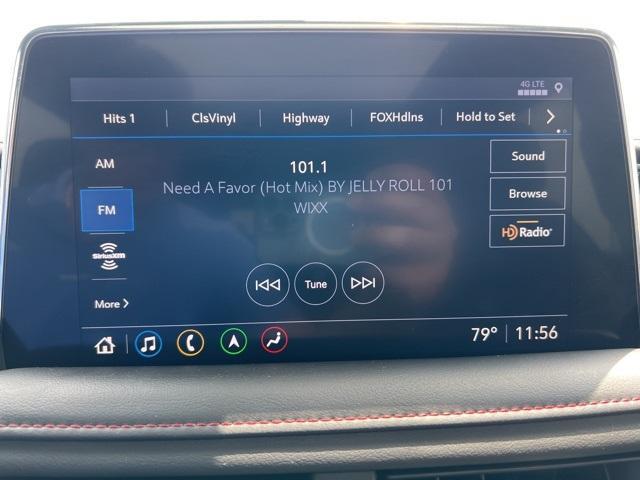 4G LTE
Hits 1 ClsVinyl Highway FOXHdlns Hold to Set >
AM
101.1
Sound
Need A Favor (Hot Mix) BY JELLY ROLL 101
WIXX
Browse
FM
HD Radio
SiriusXM
Tune
More >
79° 11:56